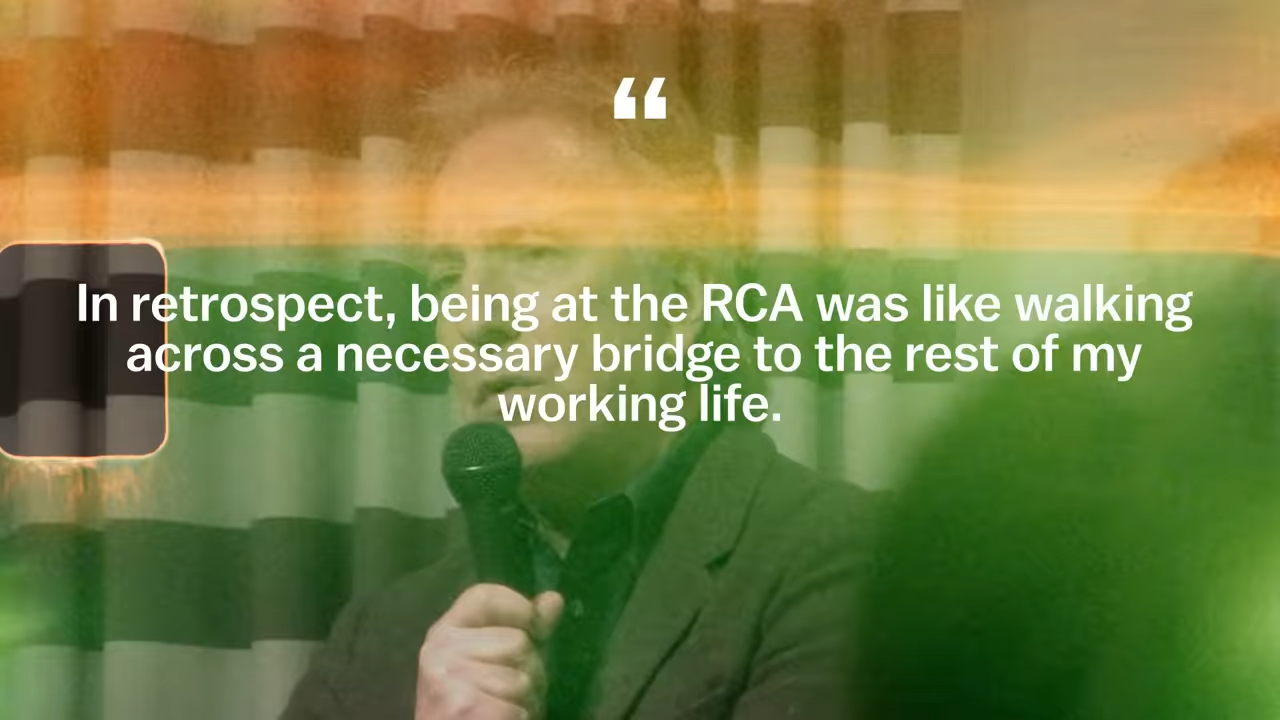 “
In retrospect, being at the RCA was like walking
across a necessary bridge to the rest of my
working life.